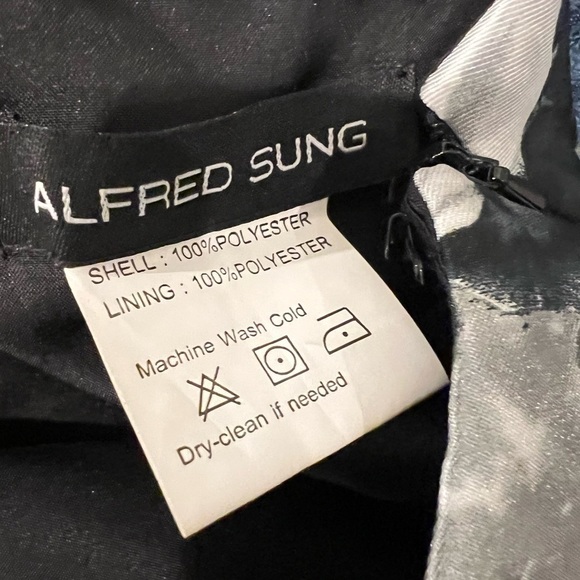 ALFRED SUNG
SHELL : 100%POLYESTER
LINING : 100%POLYESTER
Machine Wash Cold
Dry-clean if needed